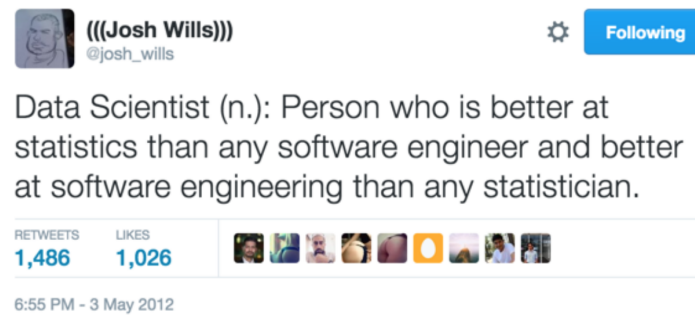 (((Josh Wills)))
@josh_wills
Following
Data Scientist (n.): Person who is better at
statistics than any software engineer and better
at software engineering than any statistician.
RETWEETS LIKES
1,486 1,026
6:55 PM - 3 May 2012